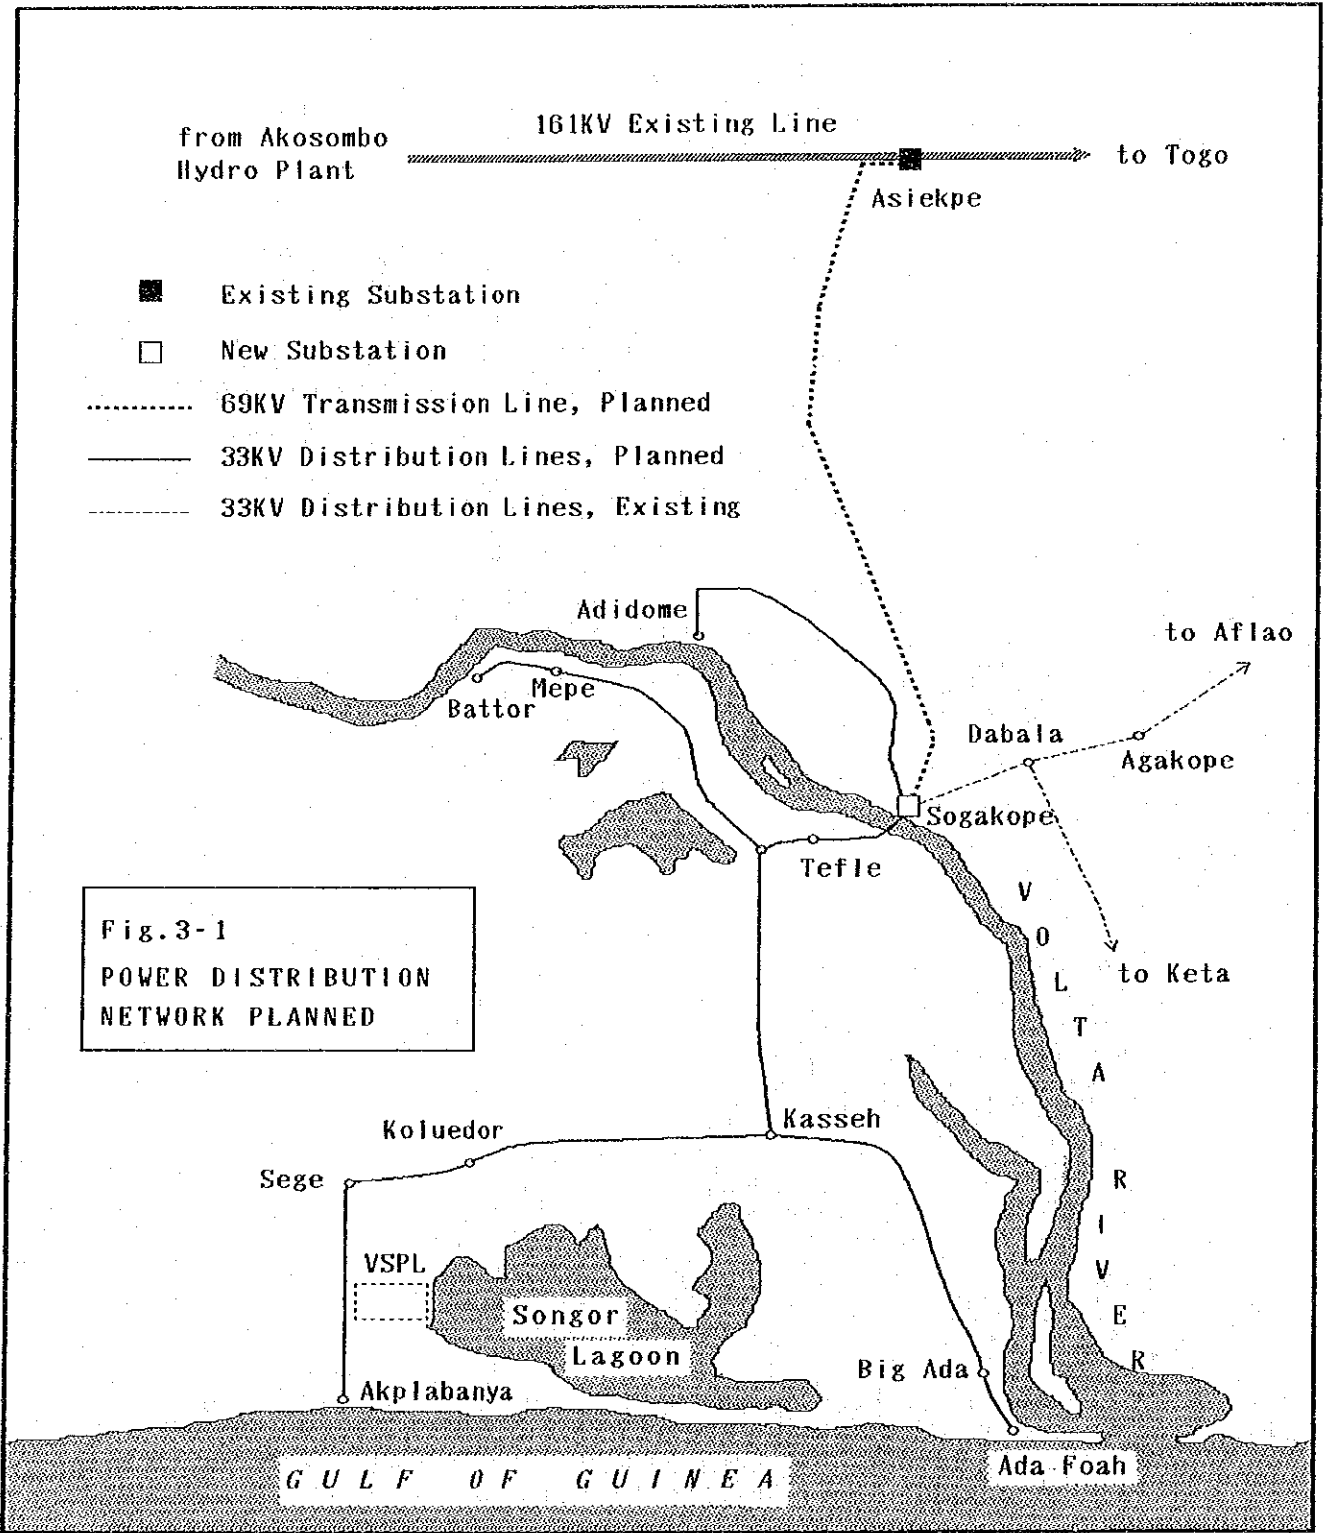 161KV Existing Line
from Akosombo
Hydro Plant
to Togo
Asiekpe
Existing Substation
New Substation
69KV Transmission Line, Planned
33KV Distribution Lines, Planned
33KV Distribution Lines, Existing
Adidome
to Aflao
Mepe
Battor
Dabala
Agakope
Sogakope
Tefle
VOLTA RIVER
Fig.3-1
POWER DISTRIBUTION
NETWORK PLANNED
to Keta
Kasseh
Koluedor
Sege
VSPL
Songor
Lagoon
Big Ada
Akplabanya
Ada Foah
GULF OF GUINEA